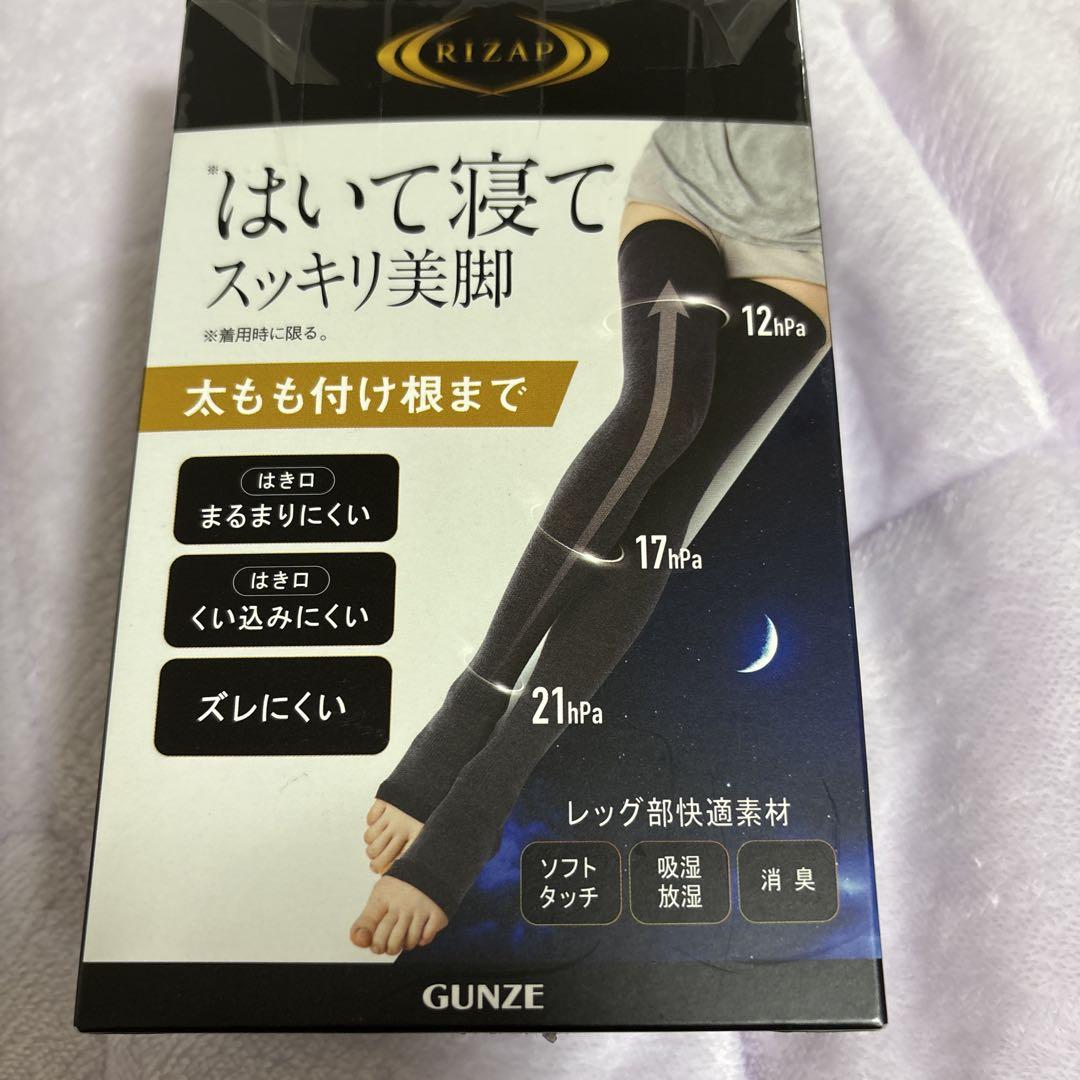 RIZAP
※はいて寝て
スッキリ美脚
※着用時に限る。
太もも付け根まで
はき口
まるまりにくい
はき口
くい込みにくい
ズレにくい
12hPa
17hPa
21hPa
レッグ部快適素材
ソフト
タッチ
吸湿
放湿
消臭
GUNZE